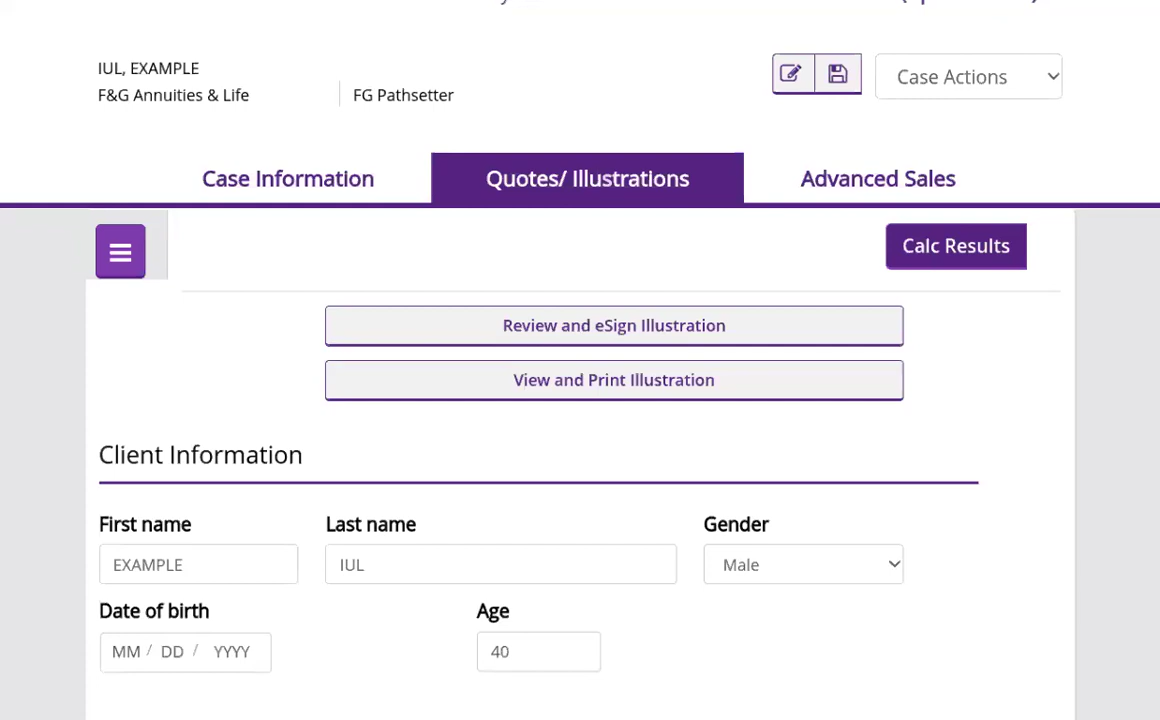 IUL, EXAMPLE
F&G Annuities & Life
FG Pathsetter
Case Actions
Case Information
Quotes/ Illustrations
Advanced Sales
Calc Results
Review and eSign Illustration
View and Print Illustration
Client Information
First name
Last name
Gender
EXAMPLE
IUL
Male
Date of birth
Age
MM / DD / YYYY
40